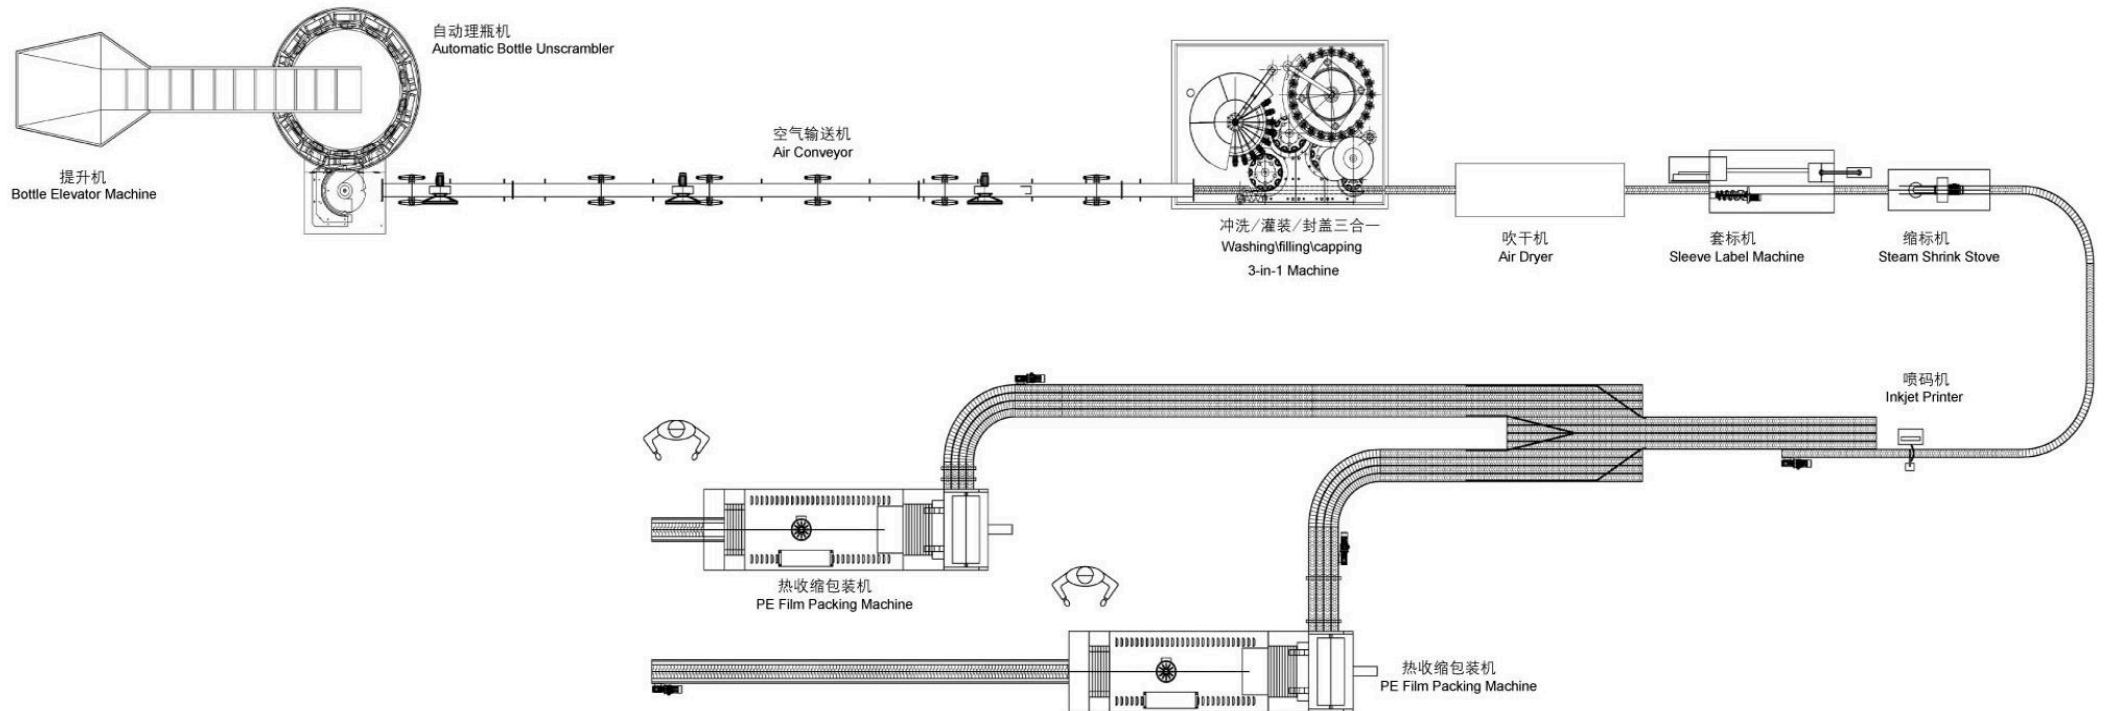 自动理瓶机
Automatic Bottle Unscrambler
提升机
Bottle Elevator Machine
空气输送机
Air Conveyor
冲洗/灌装/封盖三合一
Washing\filling\capping
3-in-1 Machine
吹干机
Air Dryer
套标机
Sleeve Label Machine
缩标机
Steam Shrink Stove
喷码机
Inkjet Printer
热收缩包装机
PE Film Packing Machine
热收缩包装机
PE Film Packing Machine